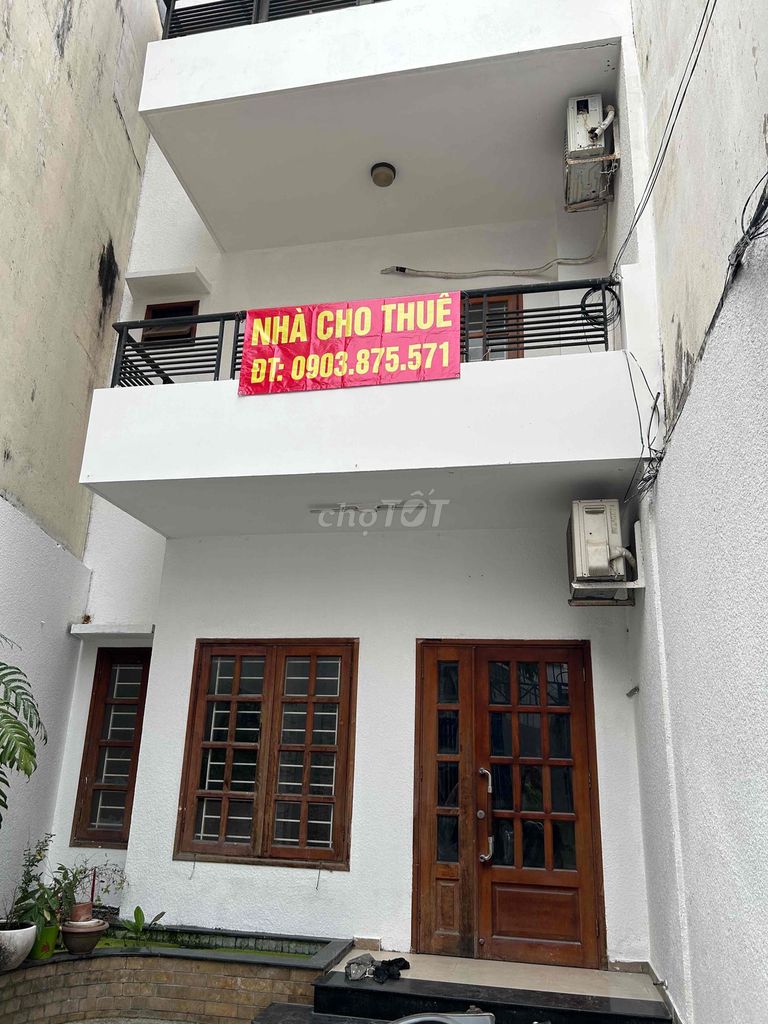 NHÀ CHO THUÊ
ĐT: 0903.875.571
chợTỐT